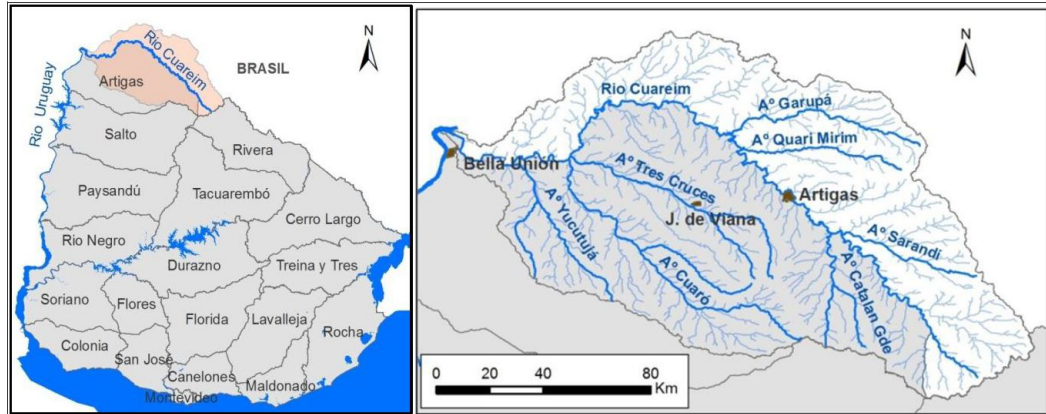 N
Rio Cuareim
BRASIL
Artigas
Rio Uruguay
Salto
Rivera
Paysandú
Tacuarembó
Cerro Largo
Rio Negro
Durazno
Treina y Tres
Soriano
Flores
Florida
Lavalleja
Rocha
Colonia
San José
Canelones
Maldonado
Montevideo
N
Rio Cuareim
Aº Garupá
Aº Quari Mirim
Bella Unión
Aº Tres Cruces
Artigas
J. de Viana
Aº Yucutujá
Aº Sarandi
Aº Cuaró
Aº Catalan Gde
0 20 40 80
Km